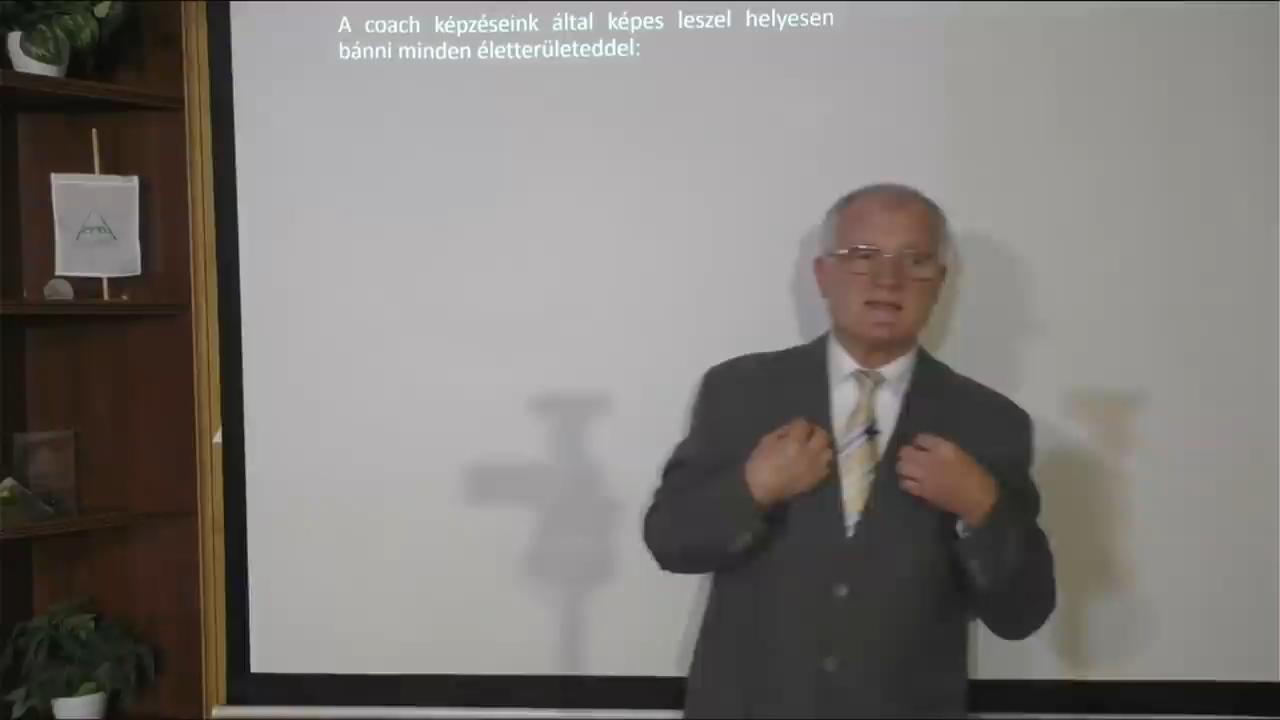 A coach képzéseink által képes leszel helyesen
bánni minden életterületeddel: